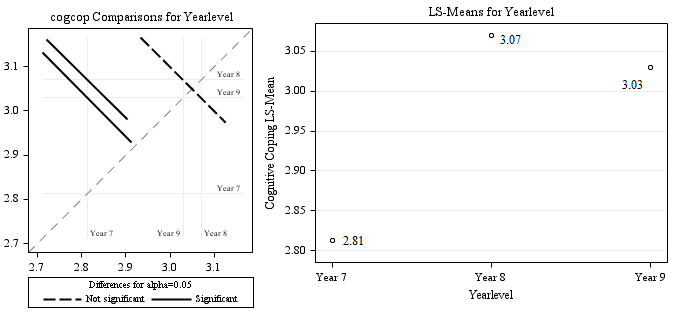 cogcop Comparisons for Yearlevel
3.1
3.0
2.9
2.8
2.7
Year 8
Year 9
Year 7
Year 7
Year 9
Year 8
2.7 2.8 2.9 3.0 3.1
Differences for alpha=0.05
Not significant Significant
LS-Means for Yearlevel
Cognitive Coping LS-Mean
3.05
3.00
2.95
2.90
2.85
2.80
3.07
3.03
2.81
Year 7 Year 8 Year 9
Yearlevel